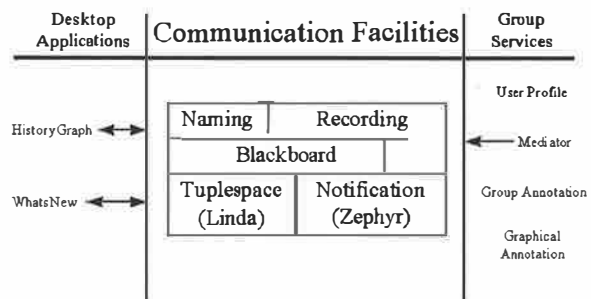 Desktop
Applications
Communication Facilities
Group
Services
User Profile
Naming
Recording
HistoryGraph
Mediator
Blackboard
Tuplespace
(Linda)
Notification
(Zephyr)
WhatsNew
Group Annotation
Graphical
Annotation